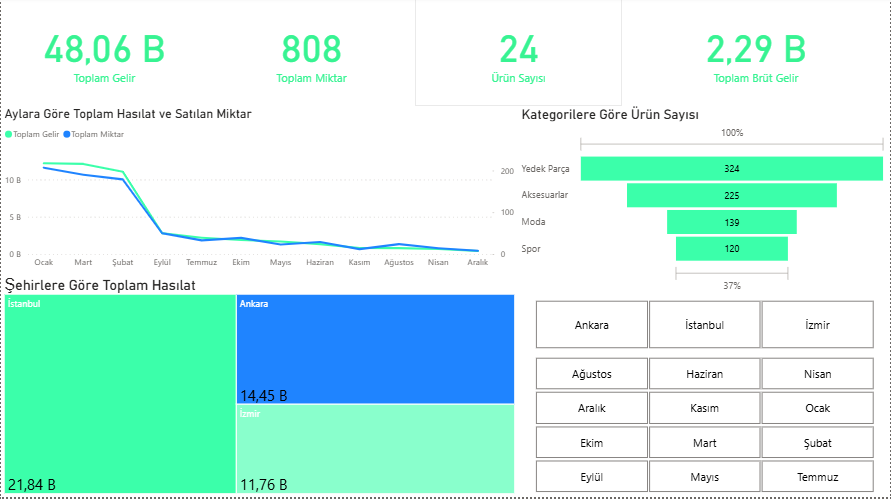 48,06 B
Toplam Gelir
808
Toplam Miktar
24
Ürün Sayısı
2,29 B
Toplam Brüt Gelir
Aylara Göre Toplam Hasılat ve Satılan Miktar
Toplam Gelir Toplam Miktar
10 B
5 B
0 B
200
100
0
Ocak Mart Şubat Eylül Temmuz Ekim Mayıs Haziran Kasım Ağustos Nisan Aralık
Kategorilere Göre Ürün Sayısı
100%
Yedek Parça 324
Aksesuarlar 225
Moda 139
Spor 120
37%
Şehirlere Göre Toplam Hasılat
İstanbul
21,84 B
Ankara
14,45 B
İzmir
11,76 B
Ankara İstanbul İzmir
Ağustos Haziran Nisan
Aralık Kasım Ocak
Ekim Mart Şubat
Eylül Mayıs Temmuz